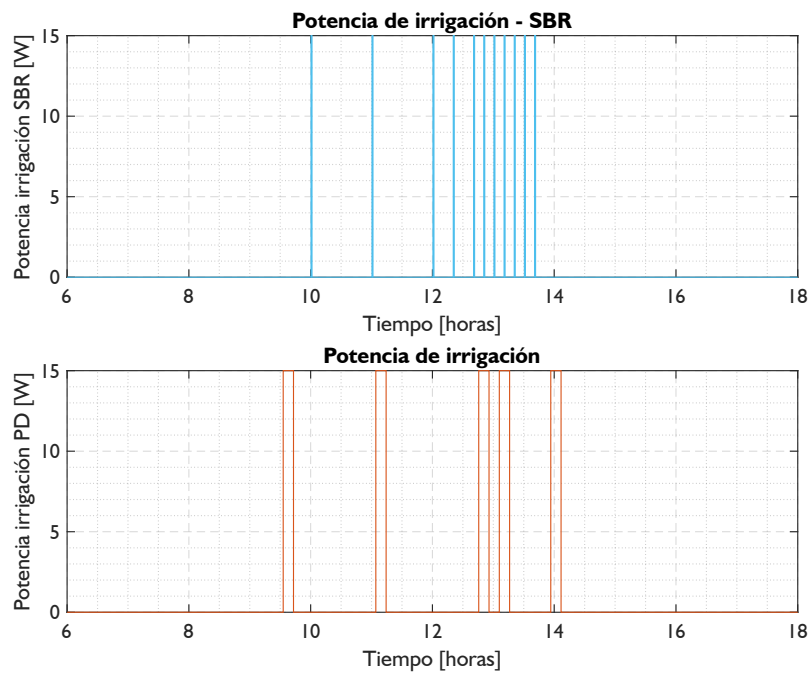 Potencia de irrigación - SBR
Potencia irrigación SBR [W]
15
10
5
0
6 8 10 12 14 16 18
Tiempo [horas]
Potencia de irrigación
Potencia irrigación PD [W]
15
10
5
0
6 8 10 12 14 16 18
Tiempo [horas]